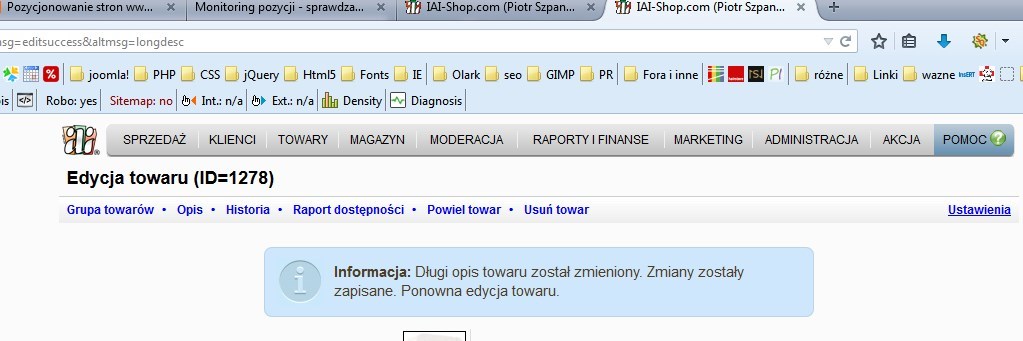 Pozycjonowanie stron ww... Monitoring pozycji - sprawdza... IAI-Shop.com (Piotr Szpan... IAI-Shop.com (Piotr Szpan...
nsg=editsuccess&altmsg=longdesc
joomla! PHP CSS jQuery Html5 Fonts IE Olark seo GIMP PR Fora i inne różne Linki wazne
is Robo: yes Sitemap: no Int.: n/a Ext.: n/a Density Diagnosis
SPRZEDAŻ KLIENCI TOWARY MAGAZYN MODERACJA RAPORTY I FINANSE MARKETING ADMINISTRACJA AKCJA POMOC ?
Edycja towaru (ID=1278)
Grupa towarów • Opis • Historia • Raport dostępności • Powiel towar • Usuń towar Ustawienia
Informacja: Długi opis towaru został zmieniony. Zmiany zostały
zapisane. Ponowna edycja towaru.